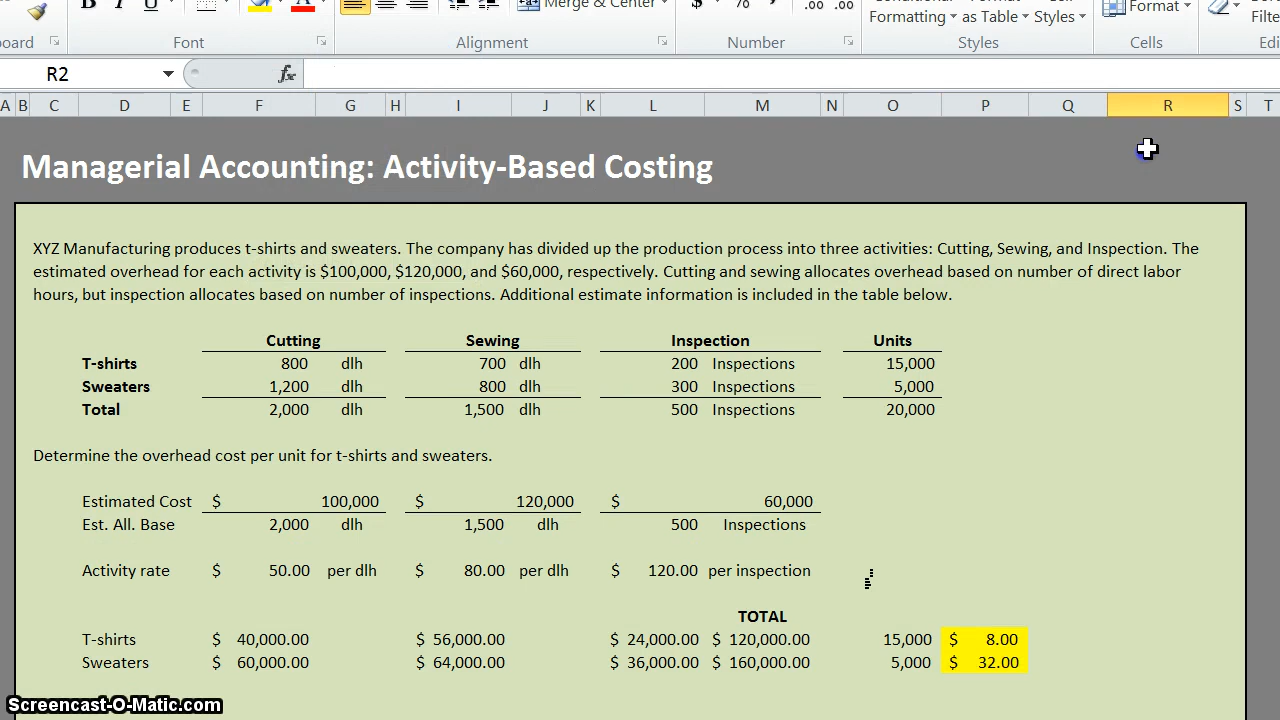 B I U
Merge & Center
$ %
.00 .00
Conditional Format Cell
Formatting as Table Styles
Format
Filte
oard Font Alignment Number Styles Cells Edi
R2 fx
A B C D E F G H I J K L M N O P Q R S T
Managerial Accounting: Activity-Based Costing
XYZ Manufacturing produces t-shirts and sweaters. The company has divided up the production process into three activities: Cutting, Sewing, and Inspection. The
estimated overhead for each activity is $100,000, $120,000, and $60,000, respectively. Cutting and sewing allocates overhead based on number of direct labor
hours, but inspection allocates based on number of inspections. Additional estimate information is included in the table below.
Cutting Sewing Inspection Units
T-shirts 800 dlh 700 dlh 200 Inspections 15,000
Sweaters 1,200 dlh 800 dlh 300 Inspections 5,000
Total 2,000 dlh 1,500 dlh 500 Inspections 20,000
Determine the overhead cost per unit for t-shirts and sweaters.
Estimated Cost $ 100,000 $ 120,000 $ 60,000
Est. All. Base 2,000 dlh 1,500 dlh 500 Inspections
Activity rate $ 50.00 per dlh $ 80.00 per dlh $ 120.00 per inspection
TOTAL
T-shirts $ 40,000.00 $ 56,000.00 $ 24,000.00 $ 120,000.00 15,000 $ 8.00
Sweaters $ 60,000.00 $ 64,000.00 $ 36,000.00 $ 160,000.00 5,000 $ 32.00
Screencast-O-Matic.com